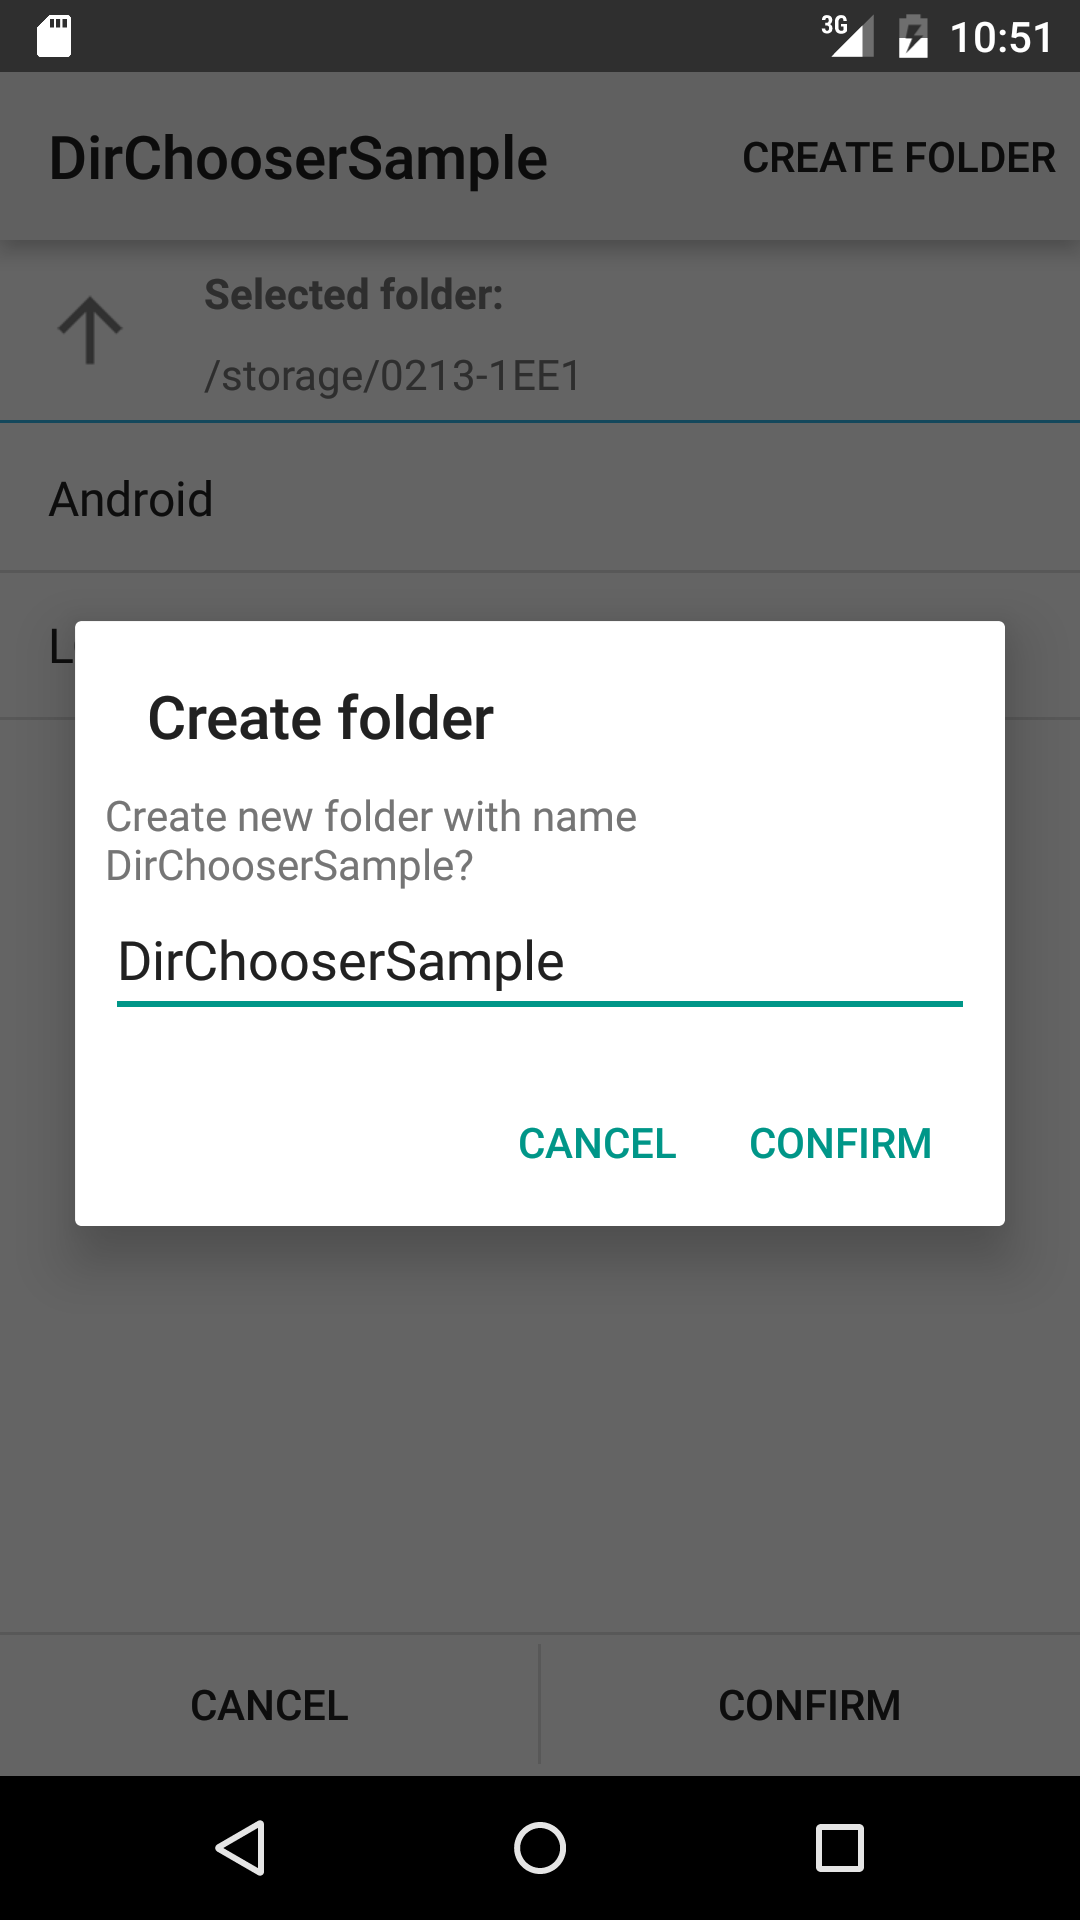 3G 10:51
DirChooserSample CREATE FOLDER
Selected folder:
/storage/0213-1EE1
Android
Create folder
Create new folder with name
DirChooserSample?
DirChooserSample
CANCEL CONFIRM
CANCEL CONFIRM